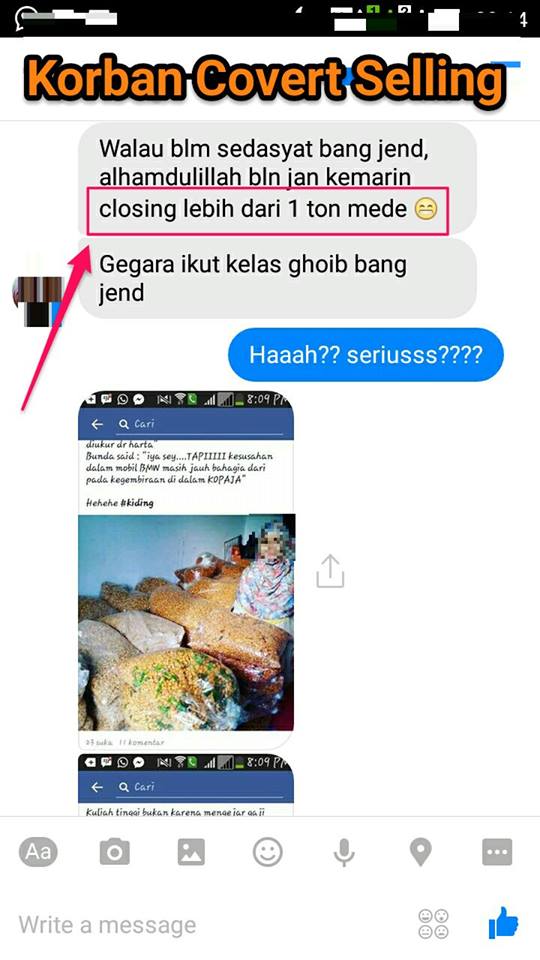 Korban Covert Selling
Walau blm sedasyat bang jend,
alhamdulillah bln jan kemarin
closing lebih dari 1 ton mede 😁
Gegara ikut kelas ghoib bang
jend
Haaah?? seriusss????
8:09 PM
Cari
diukur dr harta"
Bunda said : "iya sey....TAPIIIII kesusahan
dalam mobil BMW masih jauh bahagia dari
pada kegembiraan di dalam KOPAJA"
Hehehe #kiding
23 suka 11 komentar
8:09 PM
Cari
Kuliah tinggi bukan karena mengejar gaji
Aa
Write a message